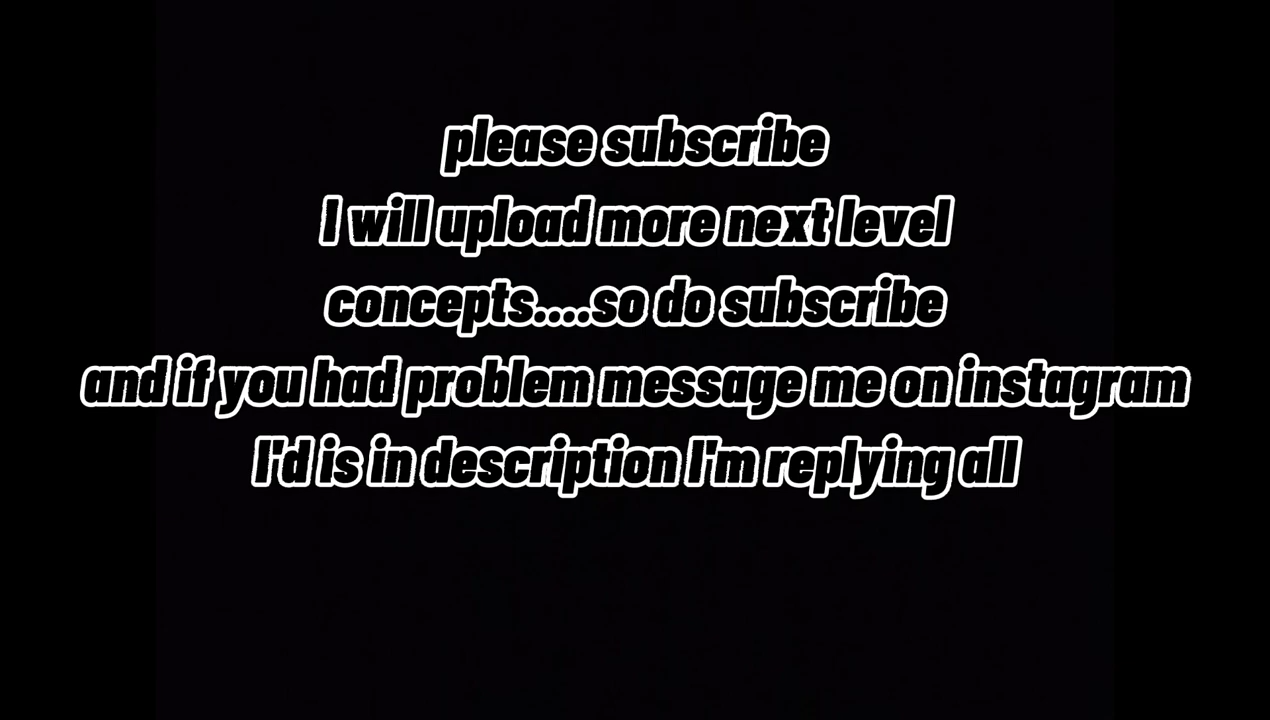 please subscribe
I will upload more next level
concepts....so do subscribe
and if you had problem message me on instagram
I'd is in description I'm replying all